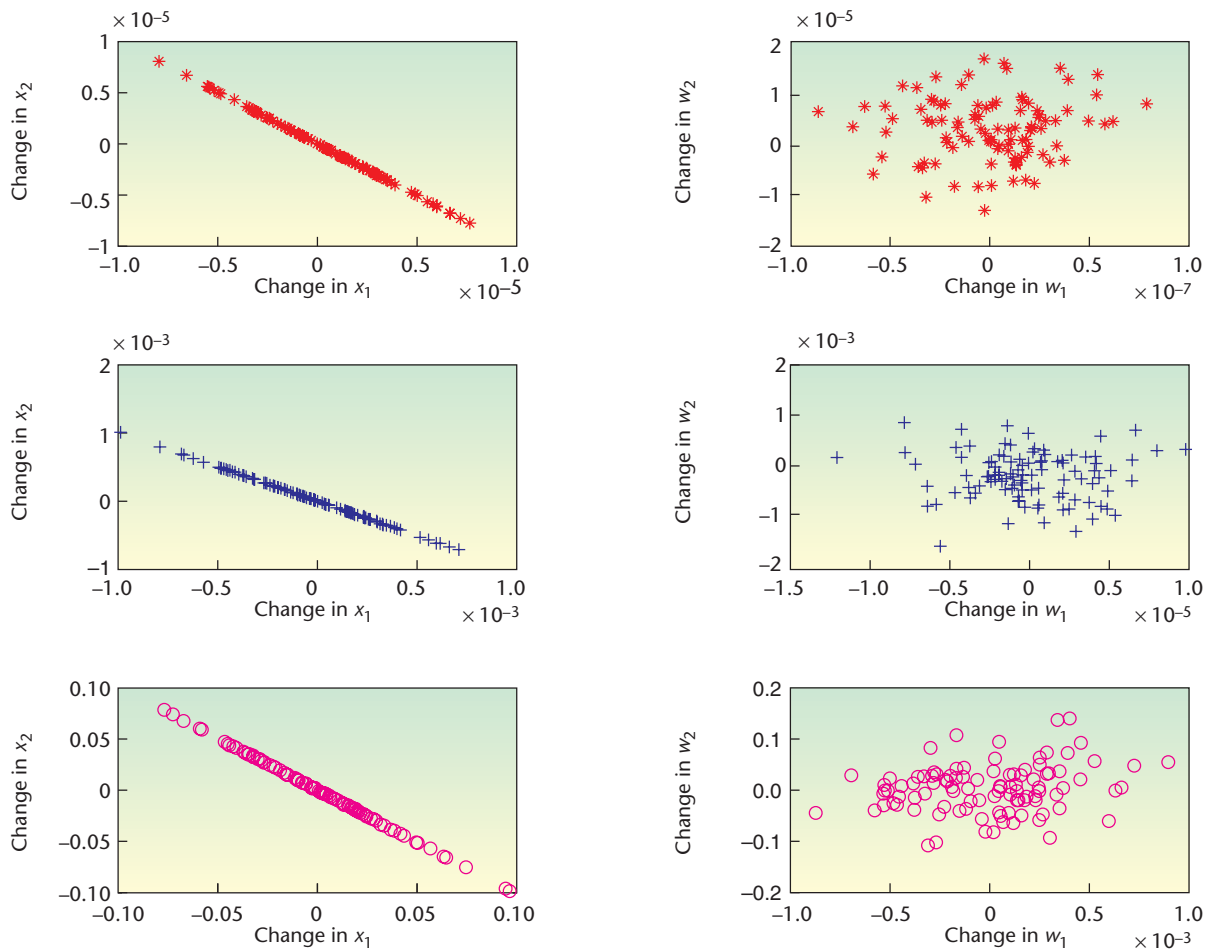 × 10–5
1
0.5
0
–0.5
–1
Change in x2
–1.0 –0.5 0 0.5 1.0
Change in x1
× 10–5
× 10–5
2
1
0
–1
–2
Change in w2
–1.0 –0.5 0 0.5 1.0
Change in w1
× 10–7
× 10–3
2
1
0
–1
Change in x2
–1.0 –0.5 0 0.5 1.0
Change in x1
× 10–3
× 10–3
2
1
0
–1
–2
Change in w2
–1.5 –1.0 –0.5 0 0.5 1.0
Change in w1
× 10–5
0.10
0.05
0
–0.05
–0.10
Change in x2
–0.10 –0.05 0 0.05 0.10
Change in x1
0.2
0.1
0.0
–0.1
–0.2
Change in w2
–1.0 –0.5 0 0.5 1.0
Change in w1
× 10–3